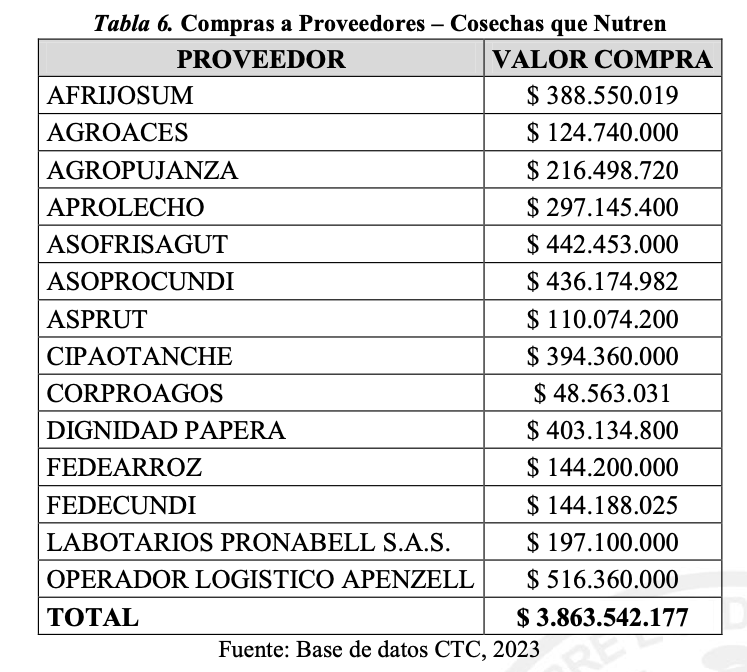 Tabla 6. Compras a Proveedores – Cosechas que Nutren
PROVEEDOR VALOR COMPRA
AFRIJOSUM $ 388.550.019
AGROACES $ 124.740.000
AGROPUJANZA $ 216.498.720
APROLECHO $ 297.145.400
ASOFRISAGUT $ 442.453.000
ASOPROCUNDI $ 436.174.982
ASPRUT $ 110.074.200
CIPAOTANCHE $ 394.360.000
CORPROAGOS $ 48.563.031
DIGNIDAD PAPERA $ 403.134.800
FEDEARROZ $ 144.200.000
FEDECUNDI $ 144.188.025
LABOTARIOS PRONABELL S.A.S. $ 197.100.000
OPERADOR LOGISTICO APENZELL $ 516.360.000
TOTAL $ 3.863.542.177
Fuente: Base de datos CTC, 2023